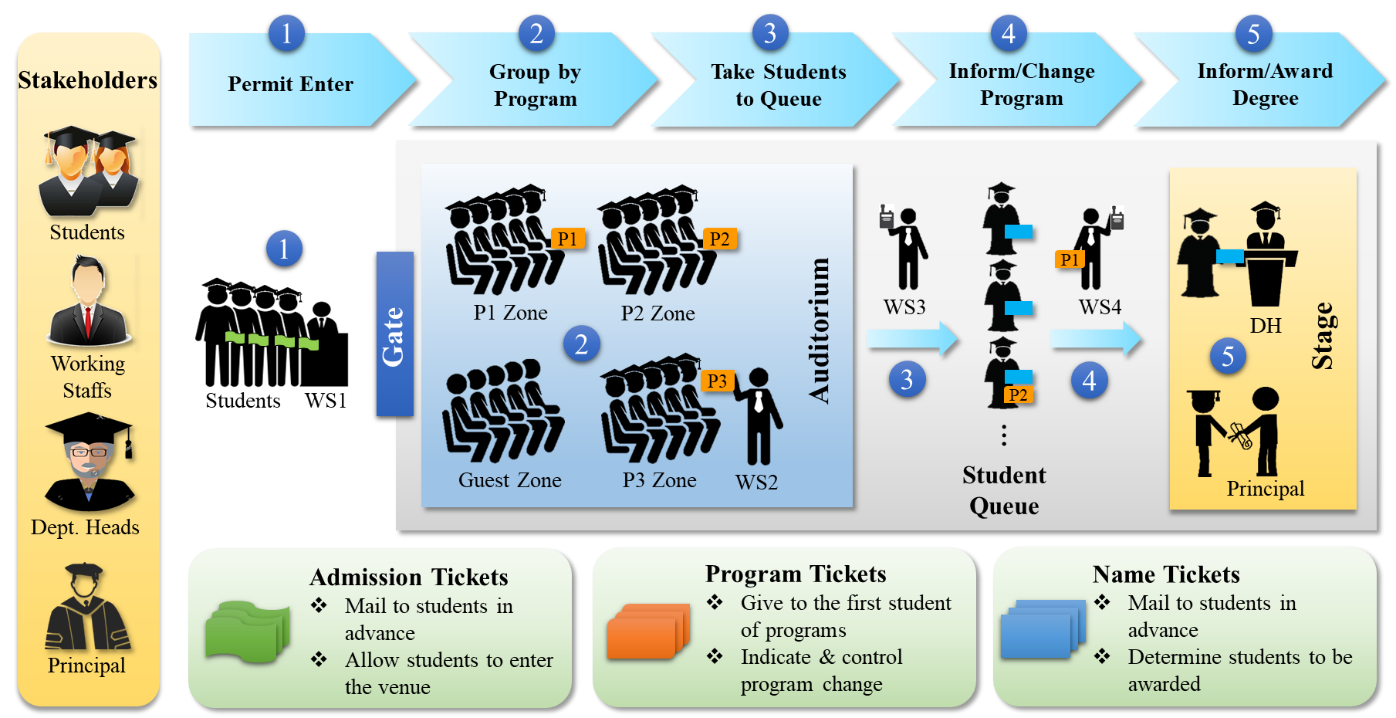 Stakeholders
Students
Working
Staffs
Dept. Heads
Principal
1
Permit Enter
2
Group by
Program
3
Take Students
to Queue
4
Inform/Change
Program
5
Inform/Award
Degree
1
Students
WS1
Gate
P1
P1 Zone
P2
P2 Zone
2
Guest Zone
P3
P3 Zone
WS2
Auditorium
WS3
3
P2
Student
Queue
P1
WS4
4
DH
5
Principal
Stage
Admission Tickets
❖ Mail to students in
advance
❖ Allow students to enter
the venue
Program Tickets
❖ Give to the first student
of programs
❖ Indicate & control
program change
Name Tickets
❖ Mail to students in
advance
❖ Determine students to be
awarded